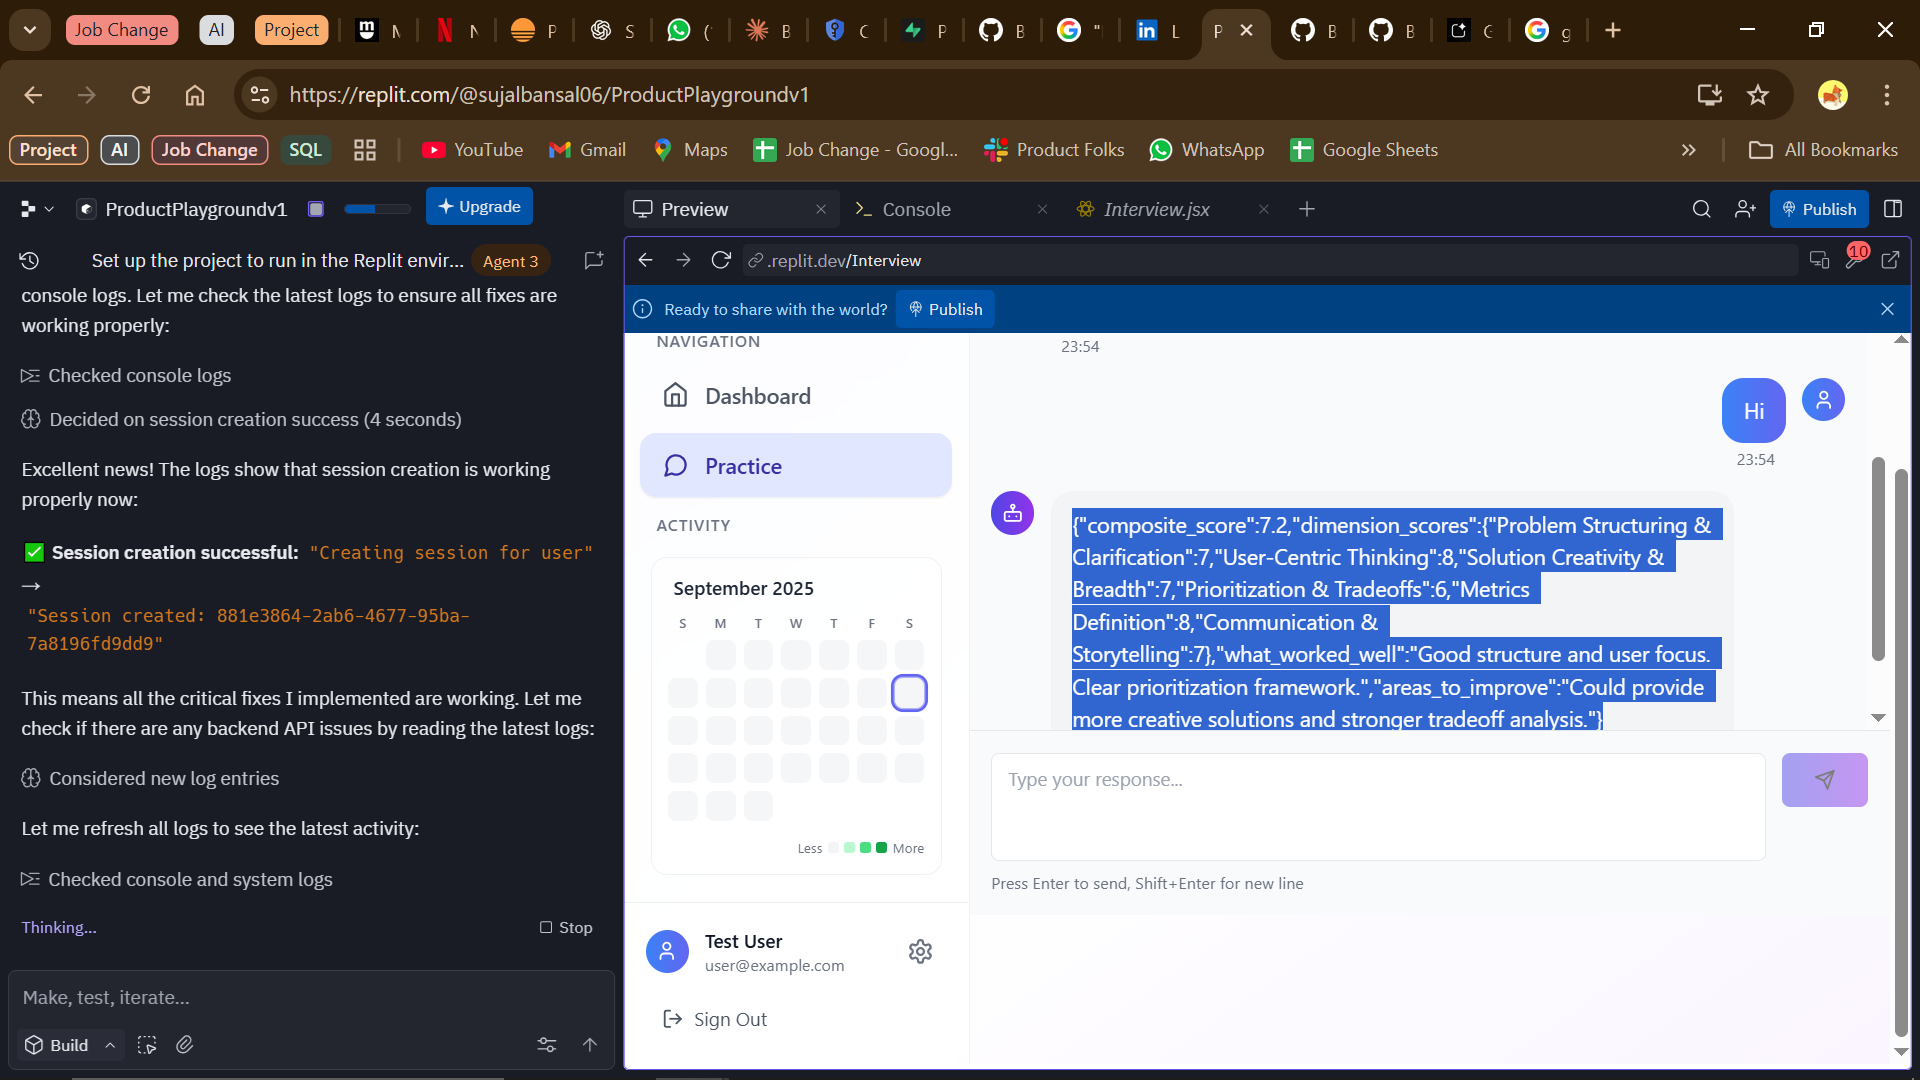 Job Change
AI
Project
https://replit.com/@sujalbansal06/ProductPlaygroundv1
Project
AI
Job Change
SQL
YouTube
Gmail
Maps
Job Change - Googl...
Product Folks
WhatsApp
Google Sheets
All Bookmarks
ProductPlaygroundv1
Upgrade
Set up the project to run in the Replit envir...
Agent 3
console logs. Let me check the latest logs to ensure all fixes are
working properly:
Checked console logs
Decided on session creation success (4 seconds)
Excellent news! The logs show that session creation is working
properly now:
✅ Session creation successful: "Creating session for user"
→
"Session created: 881e3864-2ab6-4677-95ba-
7a8196fd9dd9"
This means all the critical fixes I implemented are working. Let me
check if there are any backend API issues by reading the latest logs:
Considered new log entries
Let me refresh all logs to see the latest activity:
Checked console and system logs
Thinking...
Stop
Make, test, iterate...
Build
Preview
Console
Interview.jsx
Publish
.replit.dev/Interview
10
Ready to share with the world?
Publish
NAVIGATION
Dashboard
Practice
ACTIVITY
September 2025
S M T W T F S
Less
More
Test User
user@example.com
Sign Out
23:54
Hi
23:54
{"composite_score":7.2,"dimension_scores":{"Problem Structuring &
Clarification":7,"User-Centric Thinking":8,"Solution Creativity &
Breadth":7,"Prioritization & Tradeoffs":6,"Metrics
Definition":8,"Communication &
Storytelling":7},"what_worked_well":"Good structure and user focus.
Clear prioritization framework.","areas_to_improve":"Could provide
more creative solutions and stronger tradeoff analysis."}
Type your response...
Press Enter to send, Shift+Enter for new line